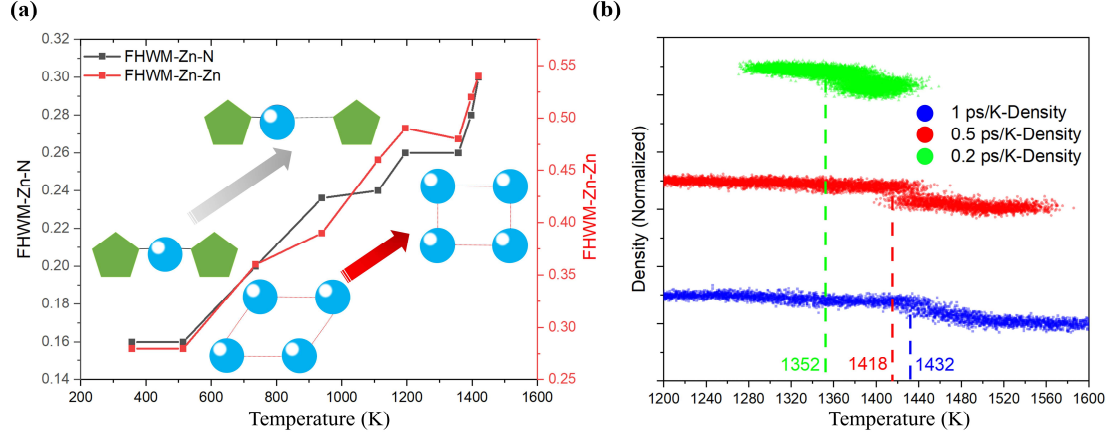 (a)
FHWM-Zn-N
FHWM-Zn-Zn
0.32
0.30
0.28
0.26
0.24
0.22
0.20
0.18
0.16
0.14
FHWM-Zn-N
0.55
0.50
0.45
0.40
0.35
0.30
0.25
FHWM-Zn-Zn
200 400 600 800 1000 1200 1400 1600
Temperature (K)
(b)
Density (Normalized)
1 ps/K-Density
0.5 ps/K-Density
0.2 ps/K-Density
1352
1418
1432
1200 1240 1280 1320 1360 1400 1440 1480 1520 1560 1600
Temperature (K)